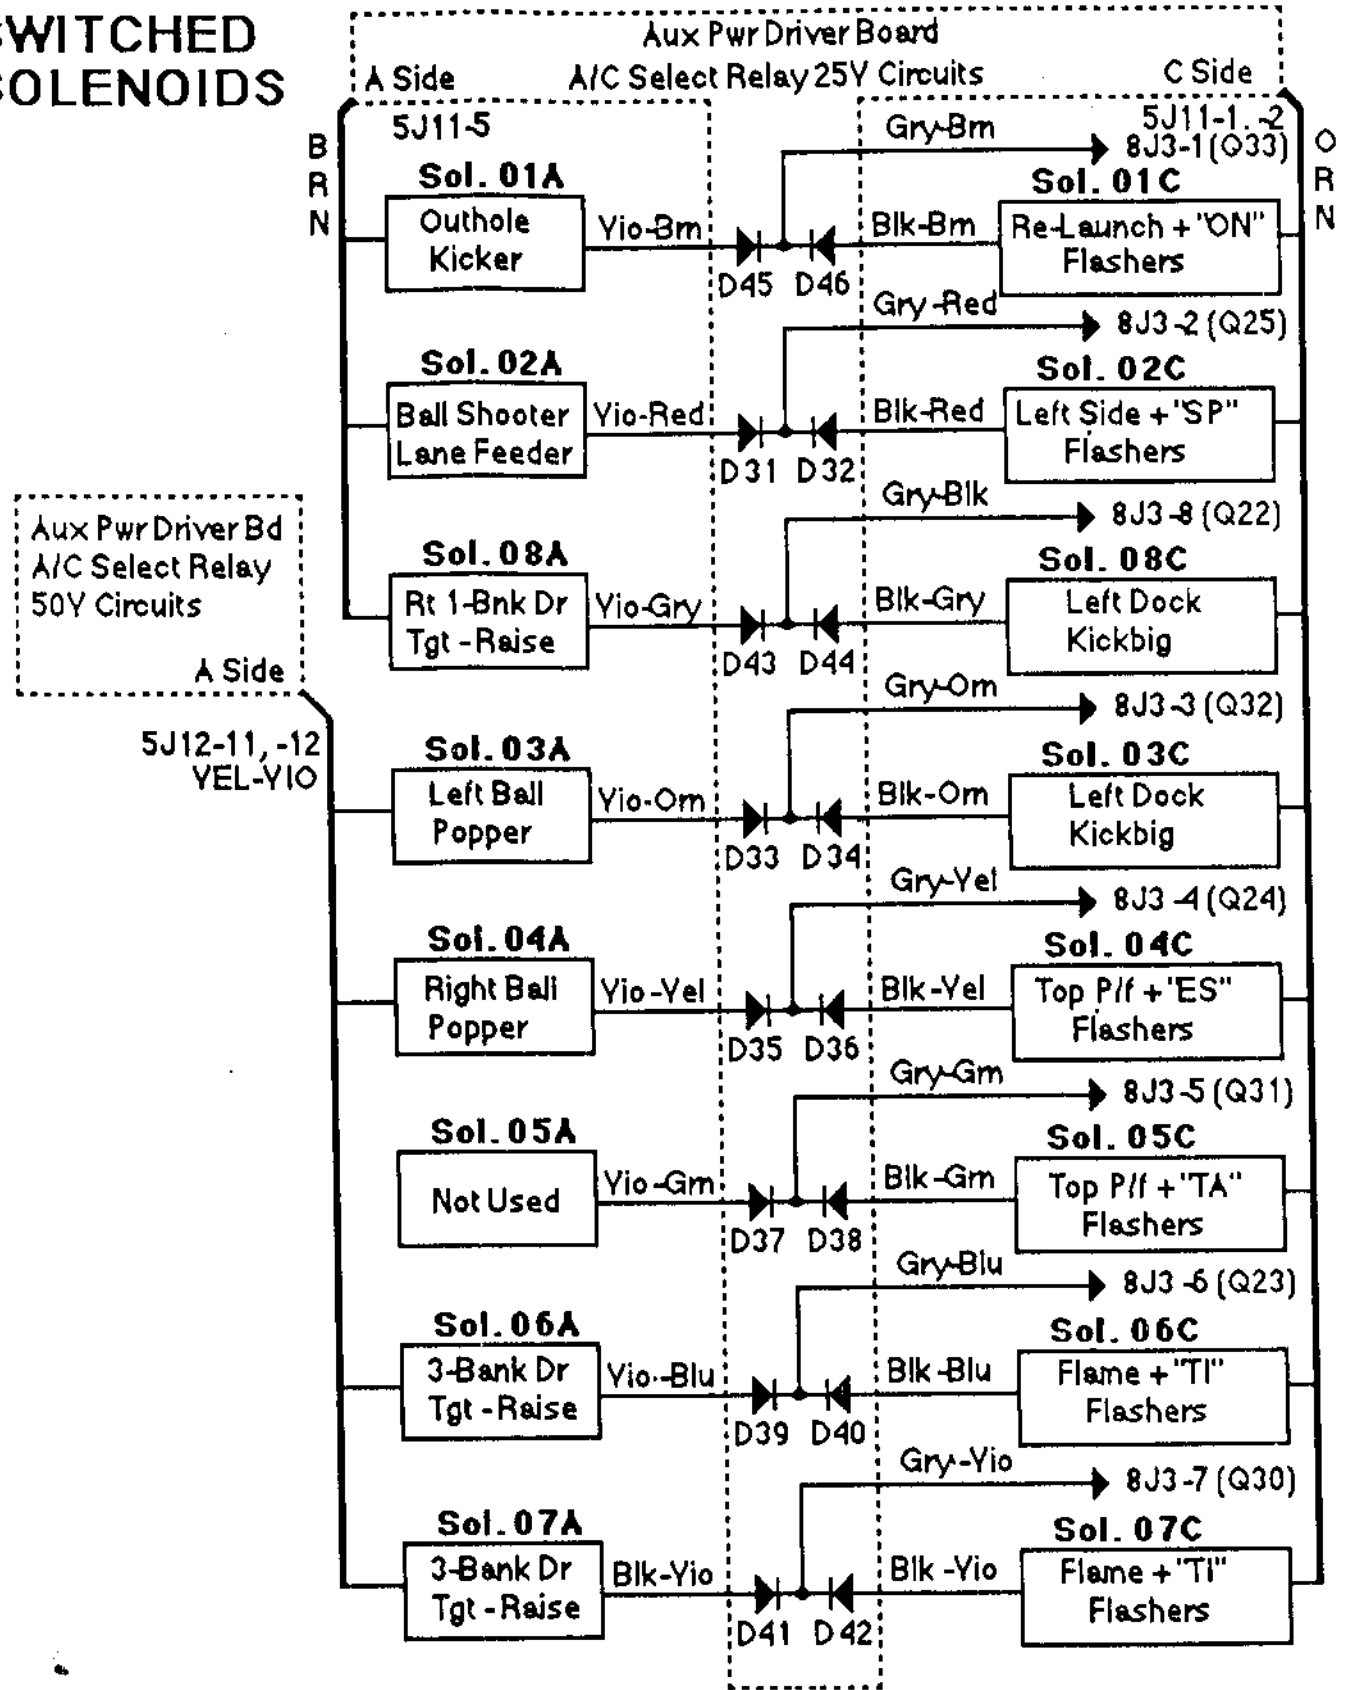 SWITCHED
SOLENOIDS
Aux Pwr Driver Board
A Side A/C Select Relay 25V Circuits C Side
5J11-5
5J11-1, -2
BRN
ORN
Gry-Brn
8J3-1 (Q33)
Sol. 01A
Sol. 01C
Outhole
Kicker
Vio-Brn
D45 D46
Blk-Brn
Re-Launch + "ON"
Flashers
Gry-Red
8J3-2 (Q25)
Sol. 02A
Sol. 02C
Ball Shooter
Lane Feeder
Vio-Red
D31 D32
Blk-Red
Left Side + "SP"
Flashers
Gry-Blk
8J3-8 (Q22)
Aux Pwr Driver Bd
A/C Select Relay
50V Circuits
A Side
Sol. 08A
Sol. 08C
Rt 1-Bnk Dr
Tgt -Raise
Vio-Gry
D43 D44
Blk-Gry
Left Dock
Kickbig
Gry-Orn
8J3-3 (Q32)
5J12-11, -12
YEL-VIO
Sol. 03A
Sol. 03C
Left Ball
Popper
Vio-Orn
D33 D34
Blk-Orn
Left Dock
Kickbig
Gry-Yel
8J3-4 (Q24)
Sol. 04A
Sol. 04C
Right Ball
Popper
Vio-Yel
D35 D36
Blk-Yel
Top P/f + "ES"
Flashers
Gry-Grn
8J3-5 (Q31)
Sol. 05A
Sol. 05C
Not Used
Vio-Grn
D37 D38
Blk-Grn
Top P/f + "TA"
Flashers
Gry-Blu
8J3-6 (Q23)
Sol. 06A
Sol. 06C
3-Bank Dr
Tgt -Raise
Vio-Blu
D39 D40
Blk-Blu
Flame + "TI"
Flashers
Gry-Vio
8J3-7 (Q30)
Sol. 07A
Sol. 07C
3-Bank Dr
Tgt -Raise
Blk-Vio
D41 D42
Blk-Vio
Flame + "TI"
Flashers